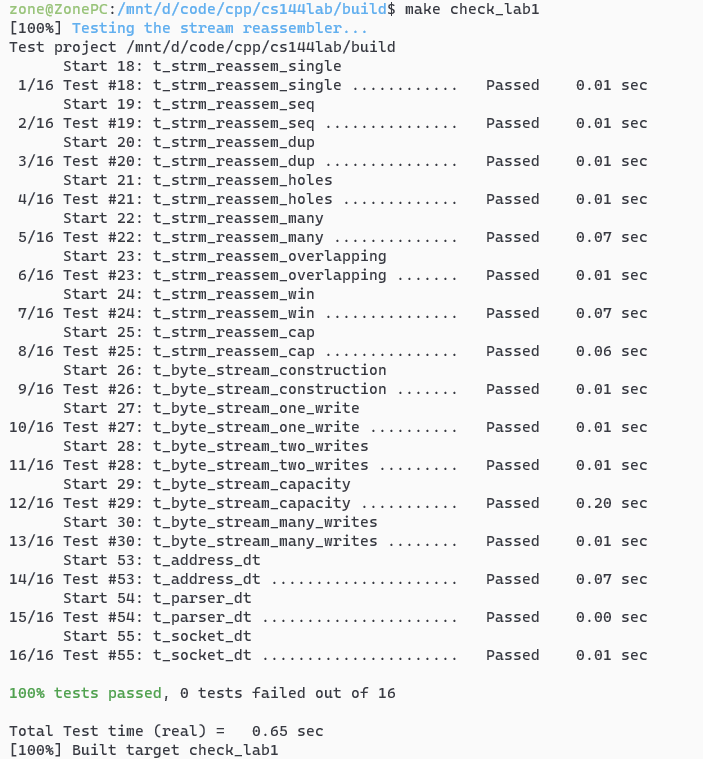 zone@ZonePC:/mnt/d/code/cpp/cs144lab/build$ make check_lab1
[100%] Testing the stream reassembler...
Test project /mnt/d/code/cpp/cs144lab/build
      Start 18: t_strm_reassem_single
 1/16 Test #18: t_strm_reassem_single ............   Passed    0.01 sec
      Start 19: t_strm_reassem_seq
 2/16 Test #19: t_strm_reassem_seq ...............   Passed    0.01 sec
      Start 20: t_strm_reassem_dup
 3/16 Test #20: t_strm_reassem_dup ...............   Passed    0.01 sec
      Start 21: t_strm_reassem_holes
 4/16 Test #21: t_strm_reassem_holes .............   Passed    0.01 sec
      Start 22: t_strm_reassem_many
 5/16 Test #22: t_strm_reassem_many ..............   Passed    0.07 sec
      Start 23: t_strm_reassem_overlapping
 6/16 Test #23: t_strm_reassem_overlapping .......   Passed    0.01 sec
      Start 24: t_strm_reassem_win
 7/16 Test #24: t_strm_reassem_win ...............   Passed    0.07 sec
      Start 25: t_strm_reassem_cap
 8/16 Test #25: t_strm_reassem_cap ...............   Passed    0.06 sec
      Start 26: t_byte_stream_construction
 9/16 Test #26: t_byte_stream_construction .......   Passed    0.01 sec
      Start 27: t_byte_stream_one_write
10/16 Test #27: t_byte_stream_one_write ..........   Passed    0.01 sec
      Start 28: t_byte_stream_two_writes
11/16 Test #28: t_byte_stream_two_writes .........   Passed    0.01 sec
      Start 29: t_byte_stream_capacity
12/16 Test #29: t_byte_stream_capacity ...........   Passed    0.20 sec
      Start 30: t_byte_stream_many_writes
13/16 Test #30: t_byte_stream_many_writes ........   Passed    0.01 sec
      Start 53: t_address_dt
14/16 Test #53: t_address_dt .....................   Passed    0.07 sec
      Start 54: t_parser_dt
15/16 Test #54: t_parser_dt ......................   Passed    0.00 sec
      Start 55: t_socket_dt
16/16 Test #55: t_socket_dt ......................   Passed    0.01 sec

100% tests passed, 0 tests failed out of 16

Total Test time (real) =   0.65 sec
[100%] Built target check_lab1